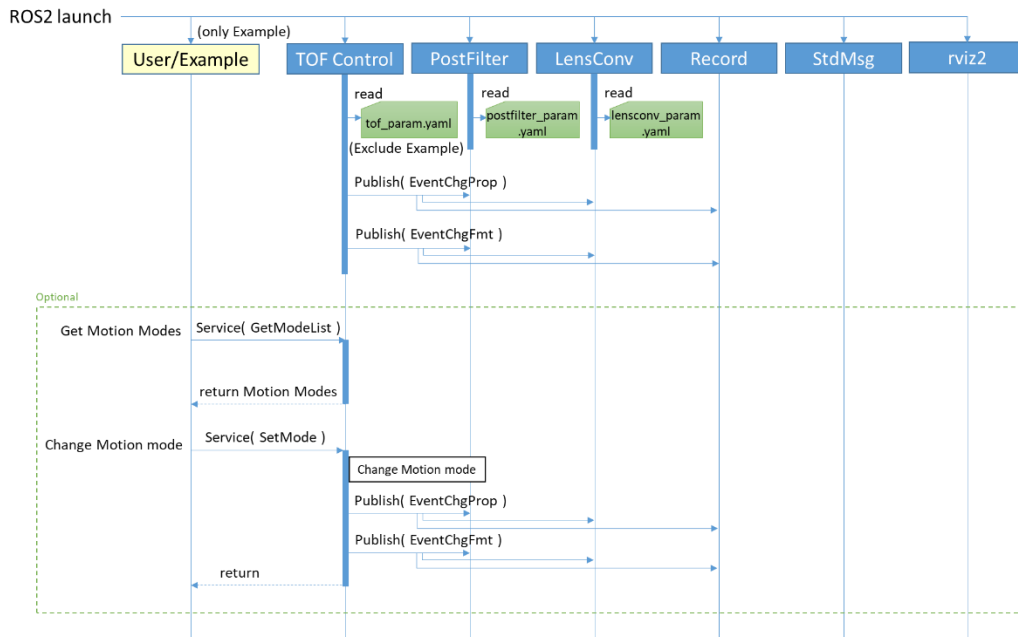 ROS2 launch
(only Example)
User/Example
TOF Control
PostFilter
LensConv
Record
StdMsg
rviz2
read
read
read
tof_param.yaml
postfilter_param
.yaml
lensconv_param
.yaml
(Exclude Example)
Publish( EventChgProp )
Publish( EventChgFmt )
Optional
Get Motion Modes
Service( GetModeList )
return Motion Modes
Change Motion mode
Service( SetMode )
Change Motion mode
Publish( EventChgProp )
Publish( EventChgFmt )
return